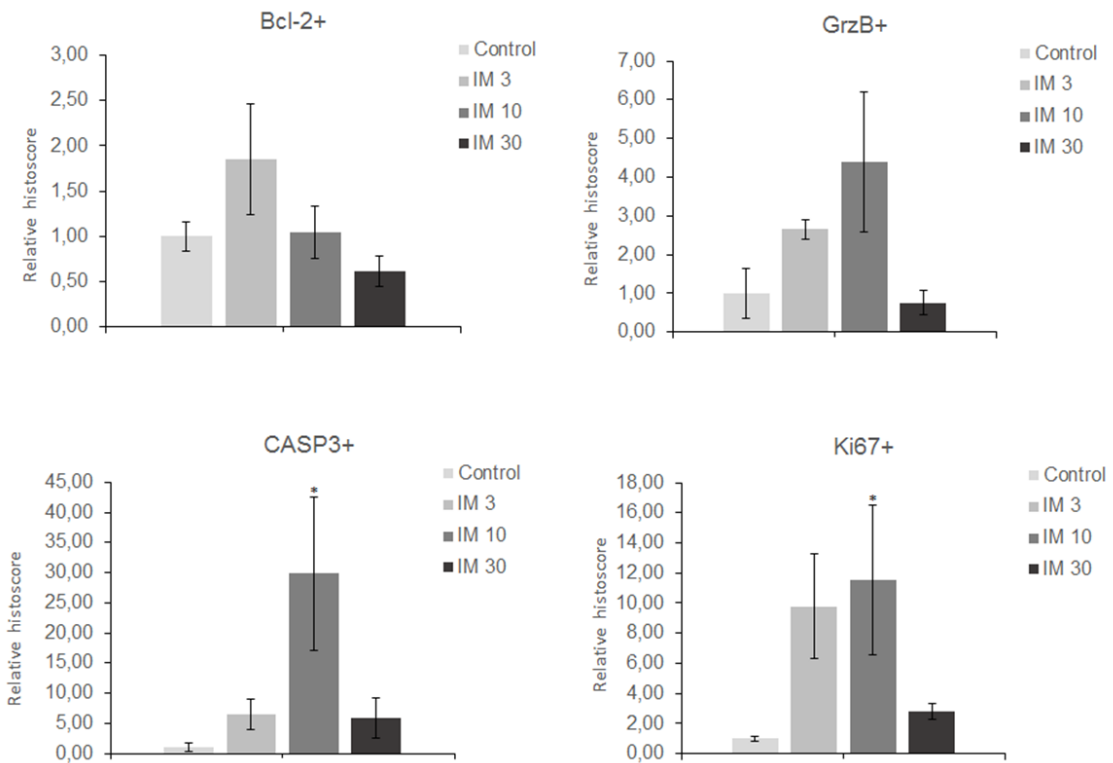 Bcl-2+
3,00
2,50
2,00
1,50
1,00
0,50
0,00
Relative histoscore
Control
IM 3
IM 10
IM 30
GrzB+
7,00
6,00
5,00
4,00
3,00
2,00
1,00
0,00
Relative histoscore
Control
IM 3
IM 10
IM 30
CASP3+
45,00
40,00
35,00
30,00
25,00
20,00
15,00
10,00
5,00
0,00
Relative histoscore
*
Control
IM 3
IM 10
IM 30
Ki67+
18,00
16,00
14,00
12,00
10,00
8,00
6,00
4,00
2,00
0,00
Relative histoscore
*
Control
IM 3
IM 10
IM 30